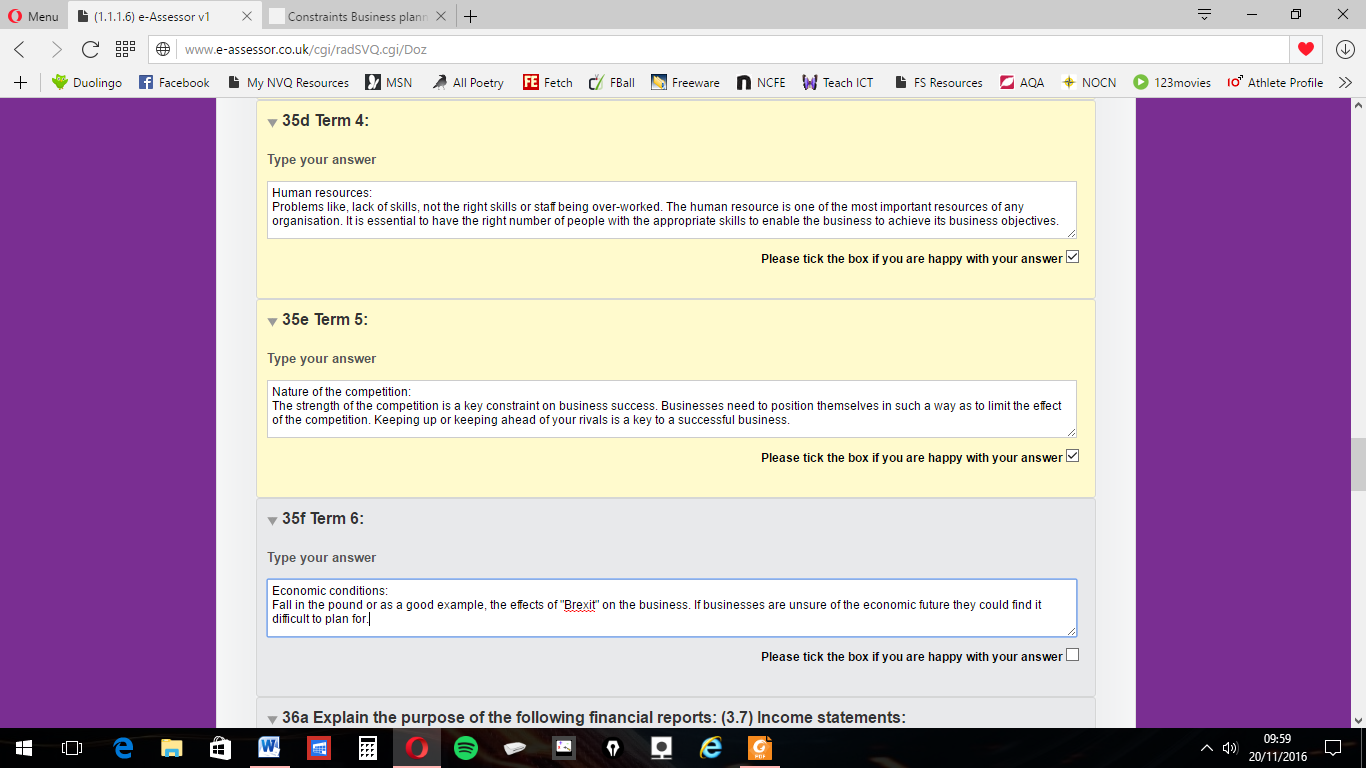 Menu
(1.1.1.6) e-Assessor v1
Constraints Business plann
www.e-assessor.co.uk/cgi/radSVQ.cgi/Doz
Duolingo
Facebook
My NVQ Resources
MSN
All Poetry
Fetch
FBall
Freeware
NCFE
Teach ICT
FS Resources
AQA
NOCN
123movies
Athlete Profile
35d Term 4:
Type your answer
Human resources:
Problems like, lack of skills, not the right skills or staff being over-worked. The human resource is one of the most important resources of any
organisation. It is essential to have the right number of people with the appropriate skills to enable the business to achieve its business objectives.
Please tick the box if you are happy with your answer
35e Term 5:
Type your answer
Nature of the competition:
The strength of the competition is a key constraint on business success. Businesses need to position themselves in such a way as to limit the effect
of the competition. Keeping up or keeping ahead of your rivals is a key to a successful business.
Please tick the box if you are happy with your answer
35f Term 6:
Type your answer
Economic conditions:
Fall in the pound or as a good example, the effects of "Brexit" on the business. If businesses are unsure of the economic future they could find it
difficult to plan for.
Please tick the box if you are happy with your answer
36a Explain the purpose of the following financial reports: (3.7) Income statements:
09:59
20/11/2016